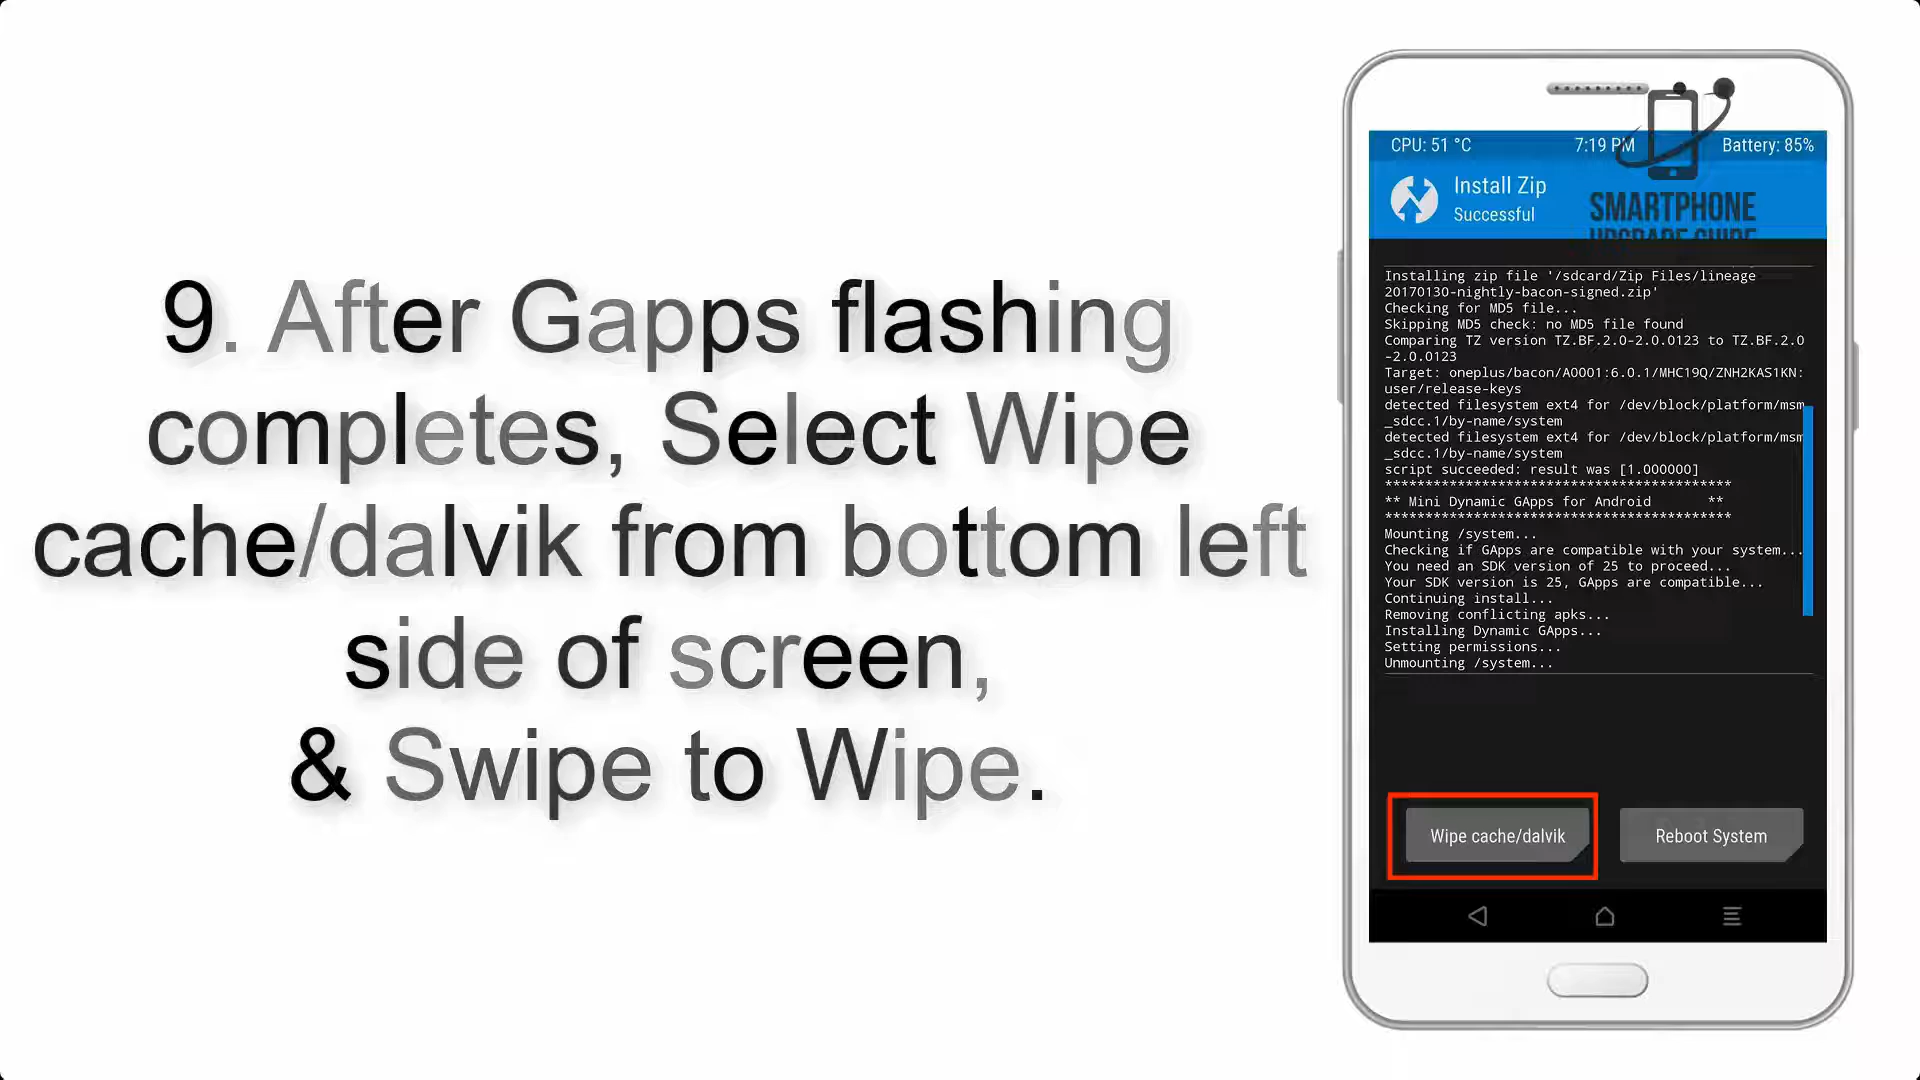 9. After Gapps flashing
completes, Select Wipe
cache/dalvik from bottom left
side of screen,
& Swipe to Wipe.
CPU: 51 °C 7:19 PM Battery: 85%
Install Zip
Successful
SMARTPHONE
UPGRADE GUIDE
Installing zip file '/sdcard/Zip Files/lineage
20170130-nightly-bacon-signed.zip'
Checking for MD5 file...
Skipping MD5 check: no MD5 file found
Comparing TZ version TZ.BF.2.0-2.0.0123 to TZ.BF.2.0
-2.0.0123
Target: oneplus/bacon/A0001:6.0.1/MHC19Q/ZNH2KAS1KN:
user/release-keys
detected filesystem ext4 for /dev/block/platform/msm
_sdcc.1/by-name/system
detected filesystem ext4 for /dev/block/platform/msm
_sdcc.1/by-name/system
script succeeded: result was [1.000000]
*******************************************
** Mini Dynamic GApps for Android       **
*******************************************
Mounting /system...
Checking if GApps are compatible with your system...
You need an SDK version of 25 to proceed...
Your SDK version is 25, GApps are compatible...
Continuing install...
Removing conflicting apks...
Installing Dynamic GApps...
Setting permissions...
Unmounting /system...
Wipe cache/dalvik Reboot System